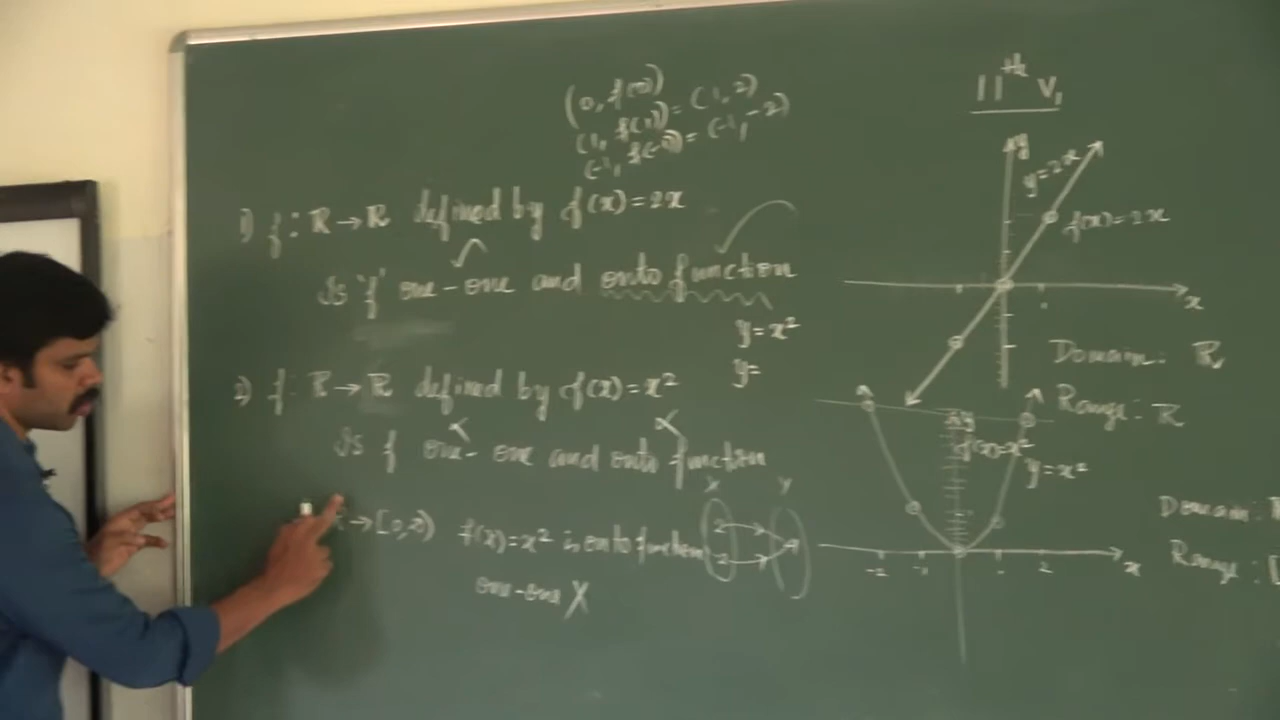 11th V1
(0, f(0))
(1, f(1)) = (1, 2)
(-1, f(-1)) = (-1, -2)
1) f : ℝ → ℝ defined by f(x) = 2x
Is 'f' one-one and onto function
y = x²
y =
2) f : ℝ → ℝ defined by f(x) = x²
Is f one-one and onto function
ℝ → [0, ∞) f(x) = x² is onto function
one-one X
x y
2
-2
y
y = 2x
f(x) = 2x
x
Domain: ℝ
Range: ℝ
y
f(x) = x²
y = x²
-2 -1 1 2 x
Domain:
Range: [